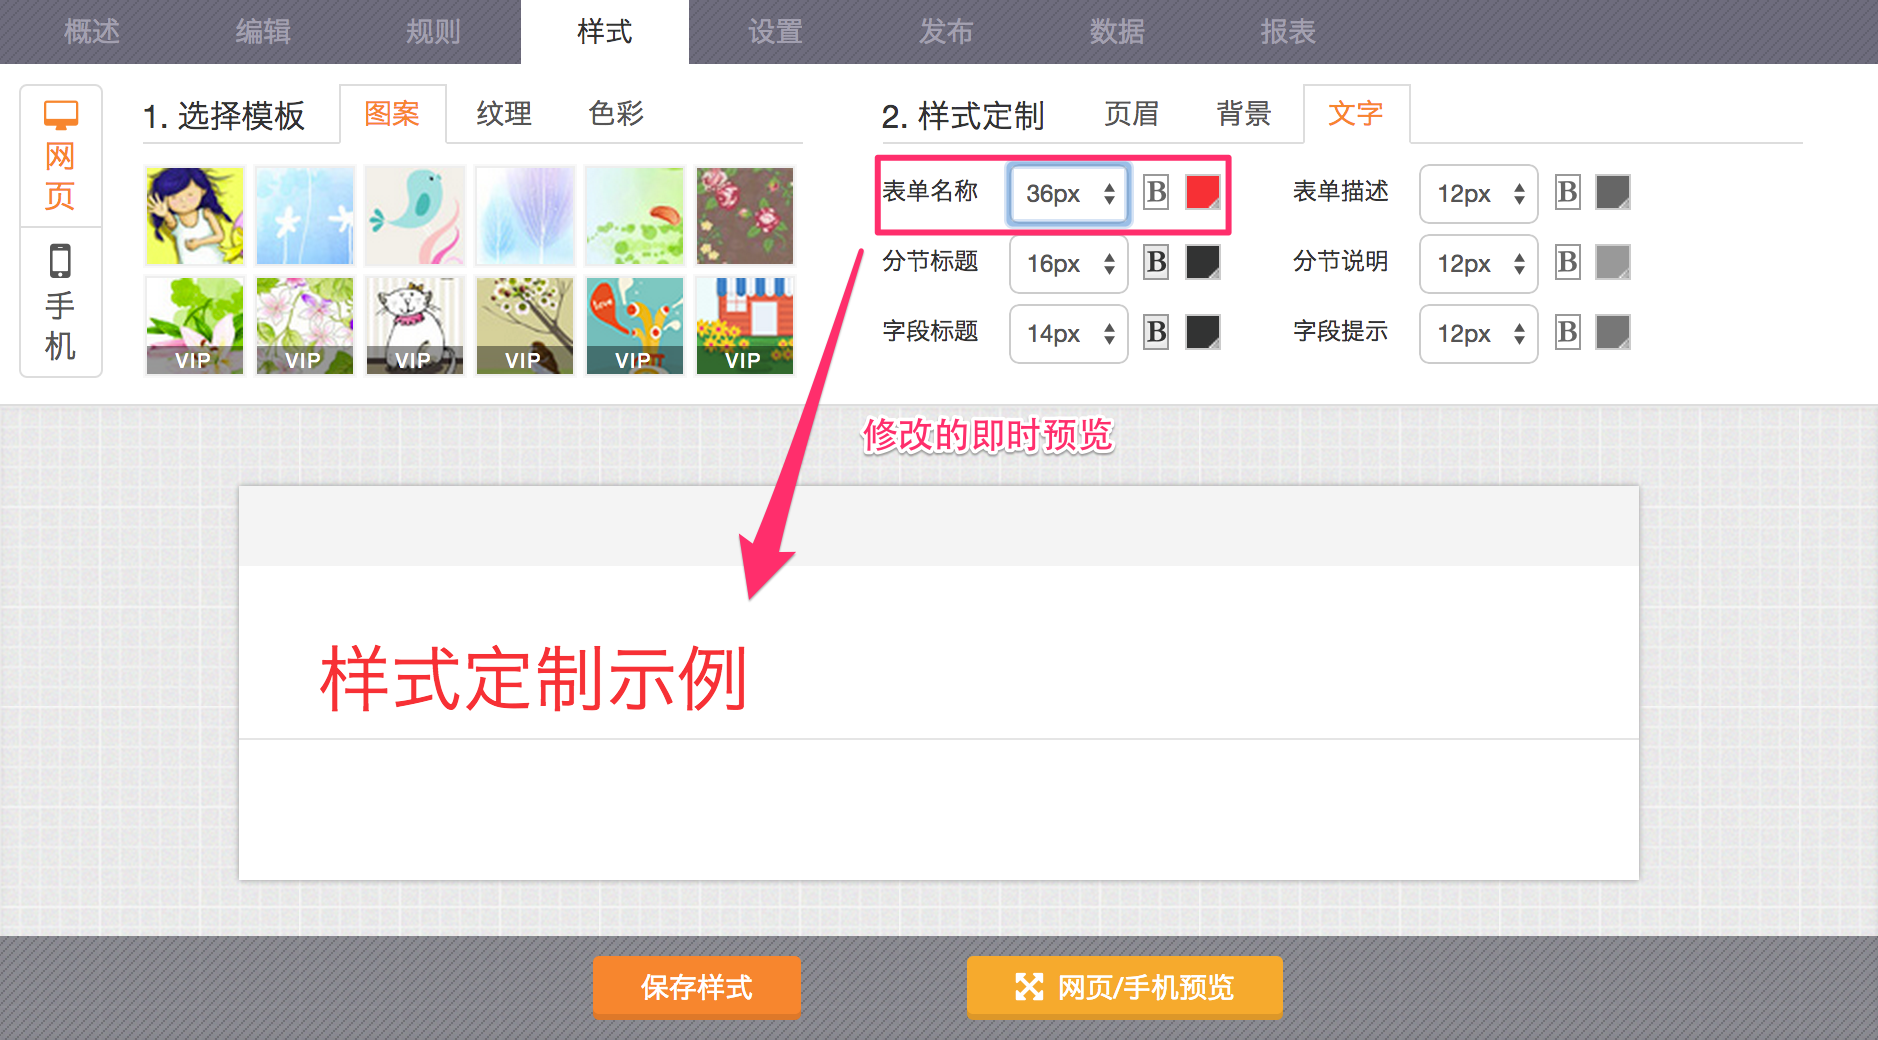 概述 编辑 规则 样式 设置 发布 数据 报表
网页
手机
1. 选择模板 图案 纹理 色彩
love
VIP VIP VIP VIP VIP VIP
2. 样式定制 页眉 背景 文字
表单名称 36px B 表单描述 12px B
分节标题 16px B 分节说明 12px B
字段标题 14px B 字段提示 12px B
修改的即时预览
样式定制示例
保存样式 网页/手机预览